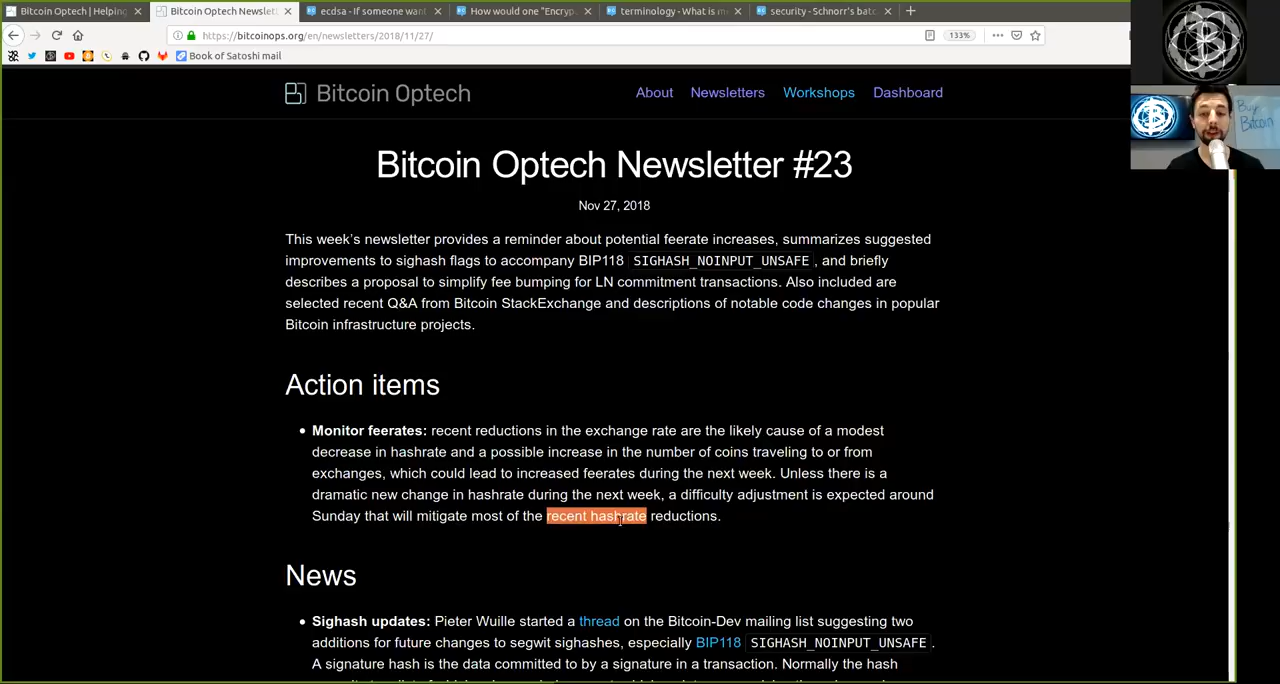 Bitcoin Optech | Helping
Bitcoin Optech Newslett
ecdsa - If someone want
How would one "Encryp
terminology - What is m
security - Schnorr's batc
https://bitcoinops.org/en/newsletters/2018/11/27/
133%
Book of Satoshi mail
Buy
Bitcoin
Bitcoin Optech
About Newsletters Workshops Dashboard
Bitcoin Optech Newsletter #23
Nov 27, 2018
This week's newsletter provides a reminder about potential feerate increases, summarizes suggested
improvements to sighash flags to accompany BIP118 SIGHASH_NOINPUT_UNSAFE, and briefly
describes a proposal to simplify fee bumping for LN commitment transactions. Also included are
selected recent Q&A from Bitcoin StackExchange and descriptions of notable code changes in popular
Bitcoin infrastructure projects.
Action items
• Monitor feerates: recent reductions in the exchange rate are the likely cause of a modest
decrease in hashrate and a possible increase in the number of coins traveling to or from
exchanges, which could lead to increased feerates during the next week. Unless there is a
dramatic new change in hashrate during the next week, a difficulty adjustment is expected around
Sunday that will mitigate most of the recent hashrate reductions.
News
• Sighash updates: Pieter Wuille started a thread on the Bitcoin-Dev mailing list suggesting two
additions for future changes to segwit sighashes, especially BIP118 SIGHASH_NOINPUT_UNSAFE.
A signature hash is the data committed to by a signature in a transaction. Normally the hash